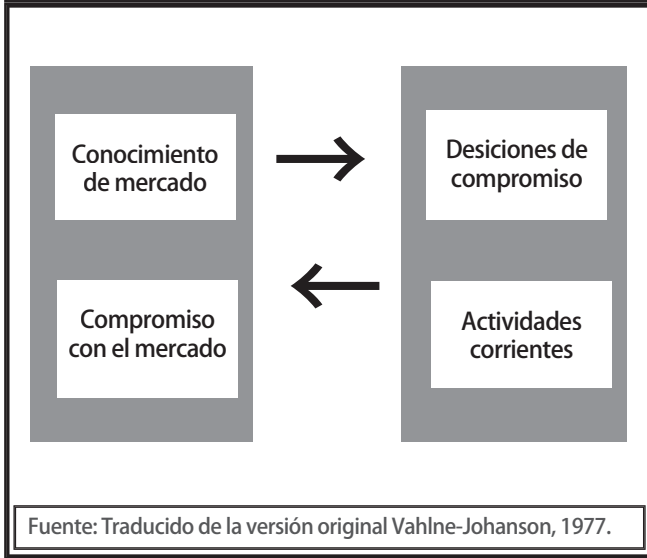 Conocimiento
de mercado
Desiciones de
compromiso
Compromiso
con el mercado
Actividades
corrientes
Fuente: Traducido de la versión original Vahlne-Johanson, 1977.